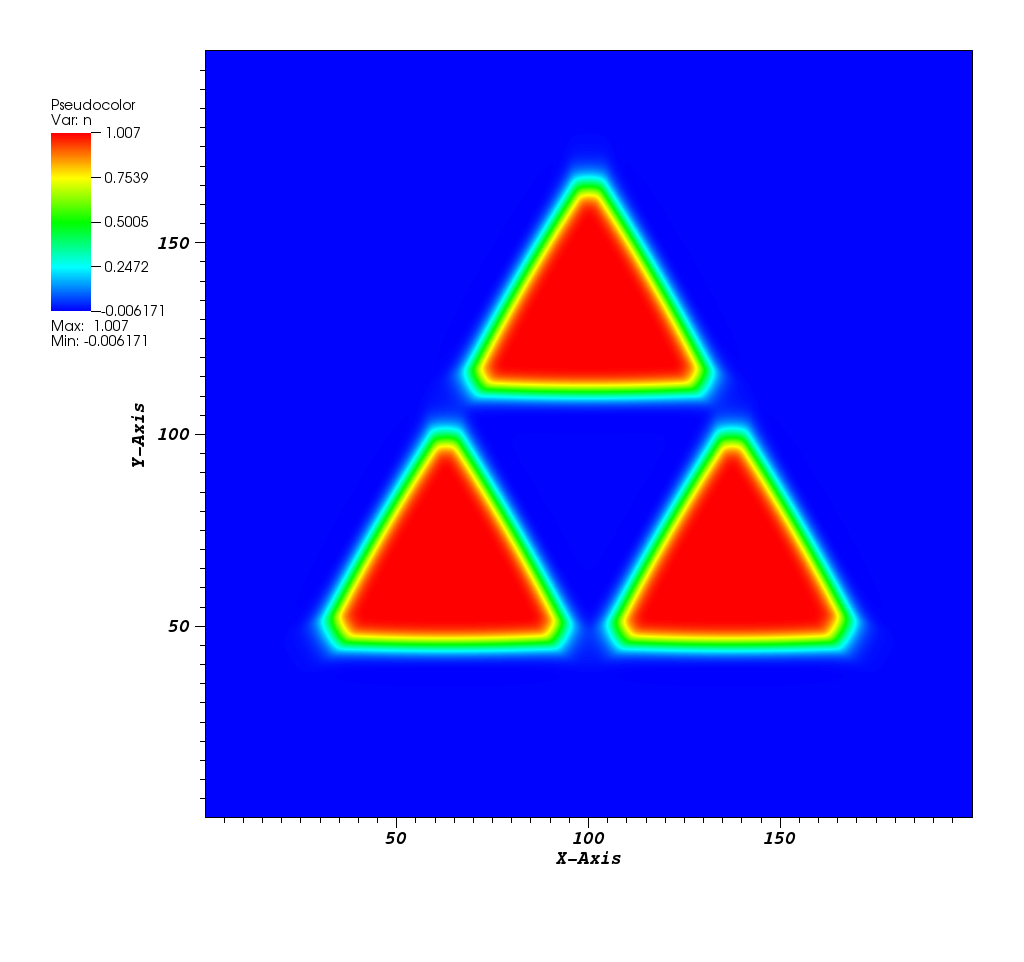 Pseudocolor
Var: n
1.007
0.7539
0.5005
0.2472
-0.006171
Max: 1.007
Min: -0.006171
150
100
50
Y-Axis
50 100 150
X-Axis